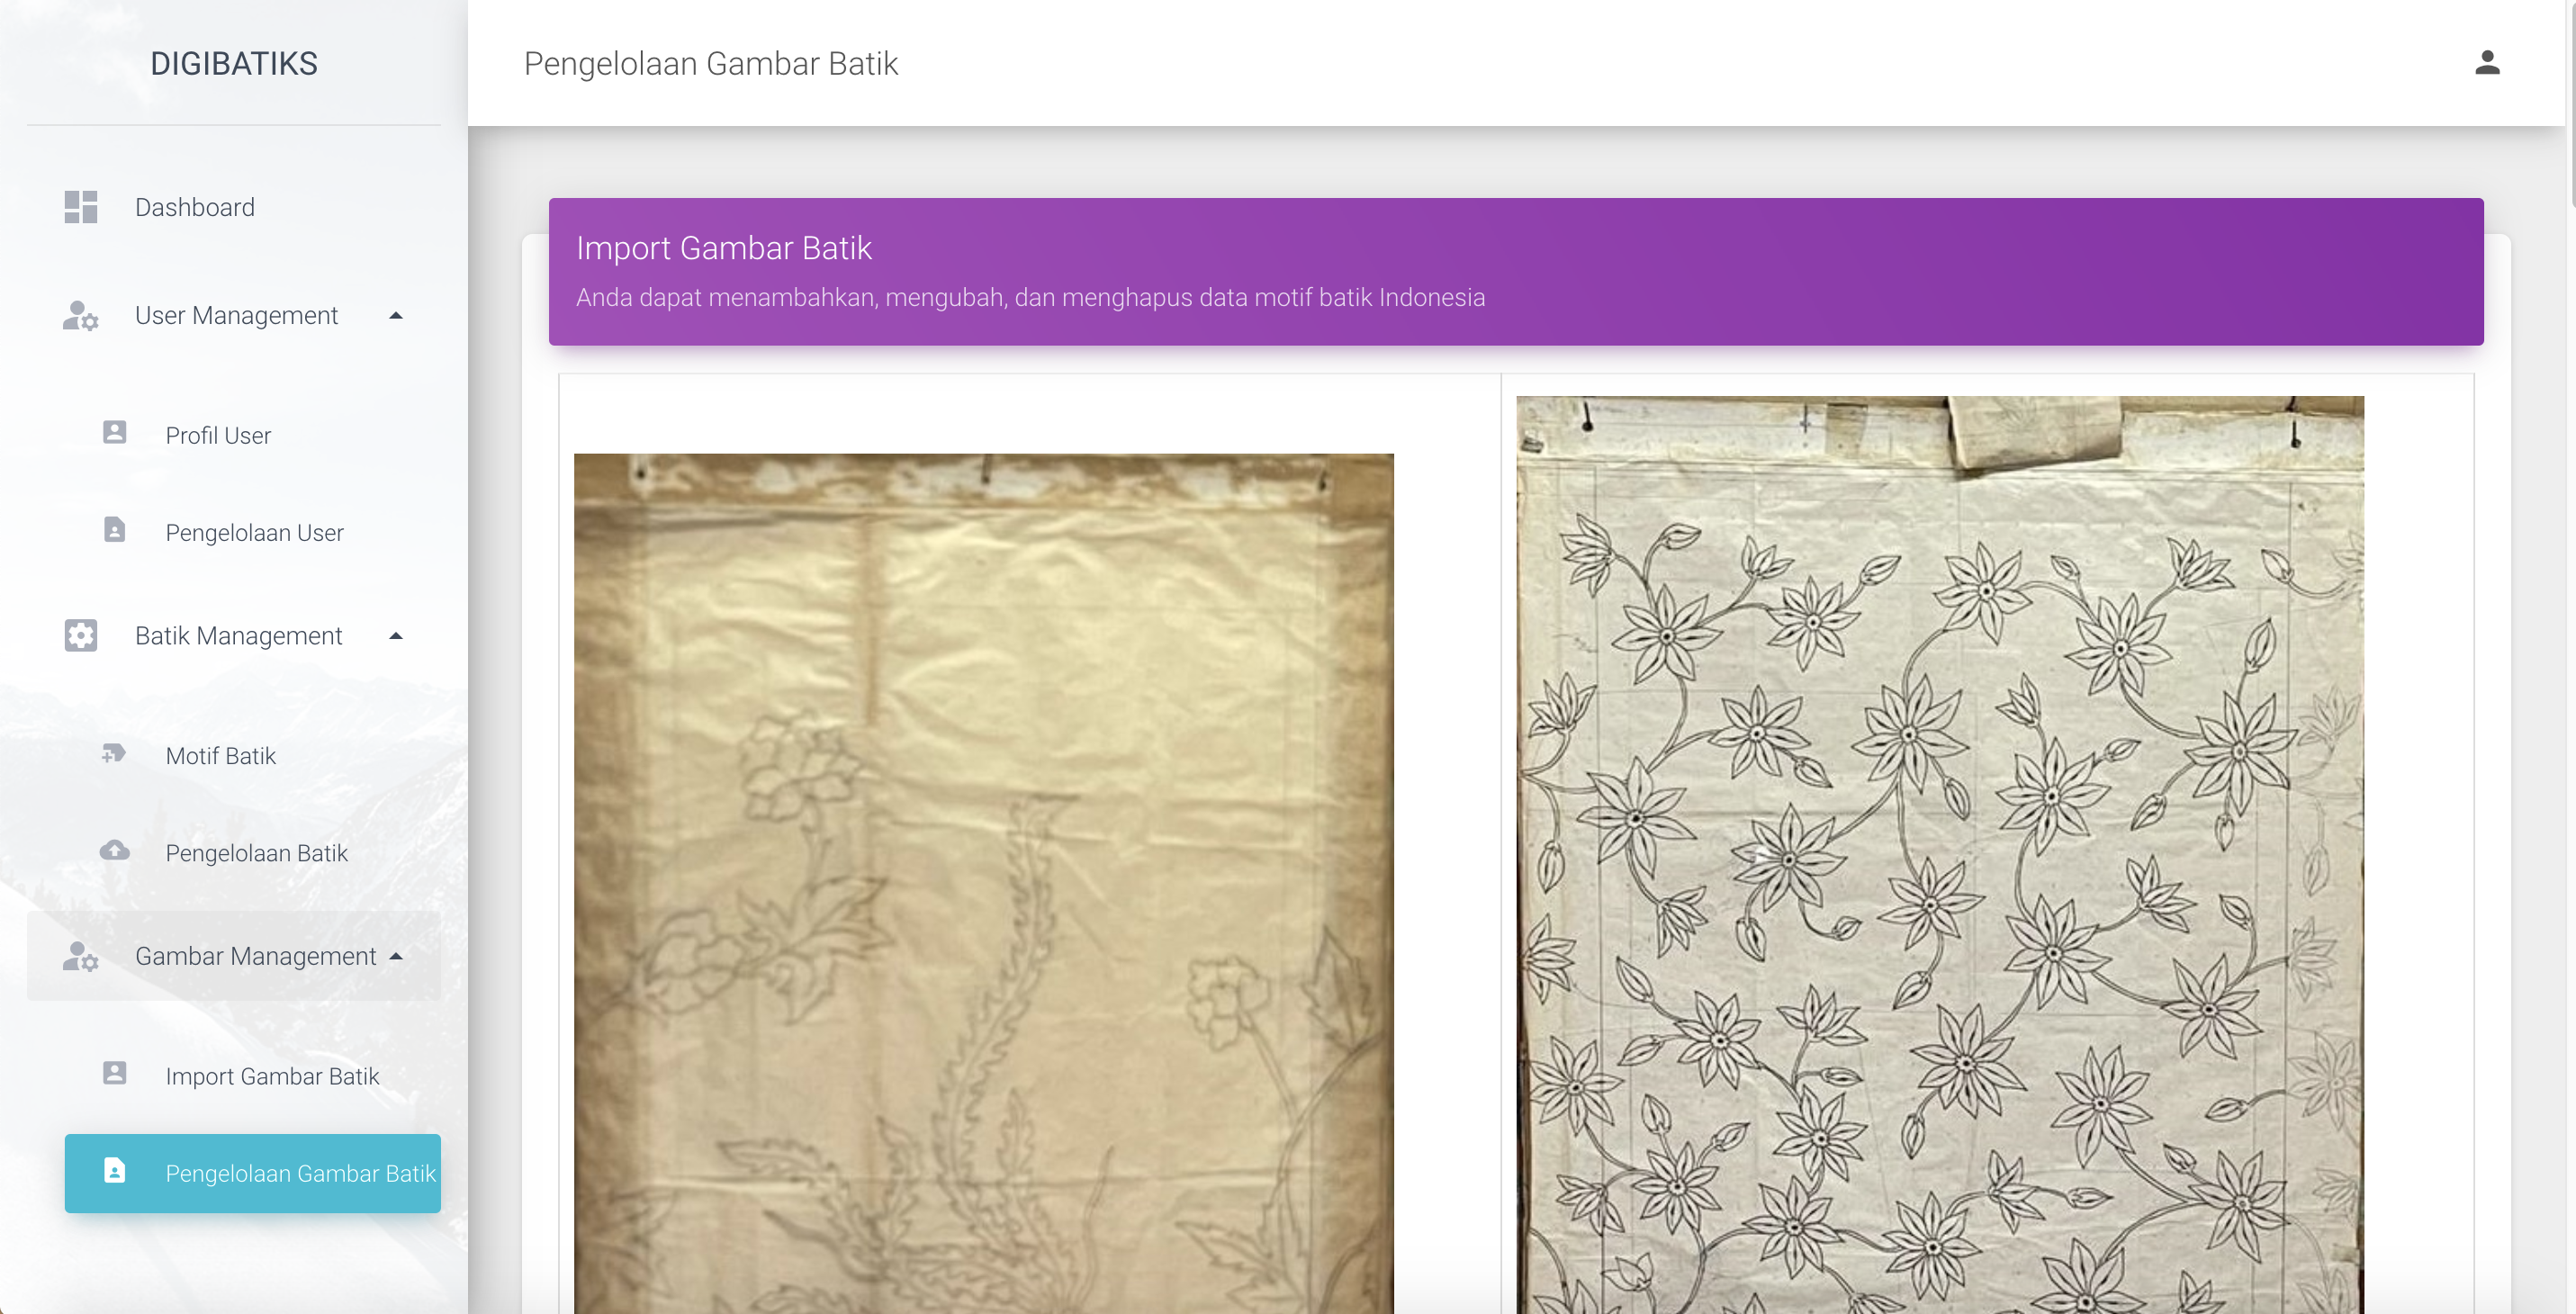 DIGIBATIKS
Dashboard
User Management
Profil User
Pengelolaan User
Batik Management
Motif Batik
Pengelolaan Batik
Gambar Management
Import Gambar Batik
Pengelolaan Gambar Batik
Pengelolaan Gambar Batik
Import Gambar Batik
Anda dapat menambahkan, mengubah, dan menghapus data motif batik Indonesia